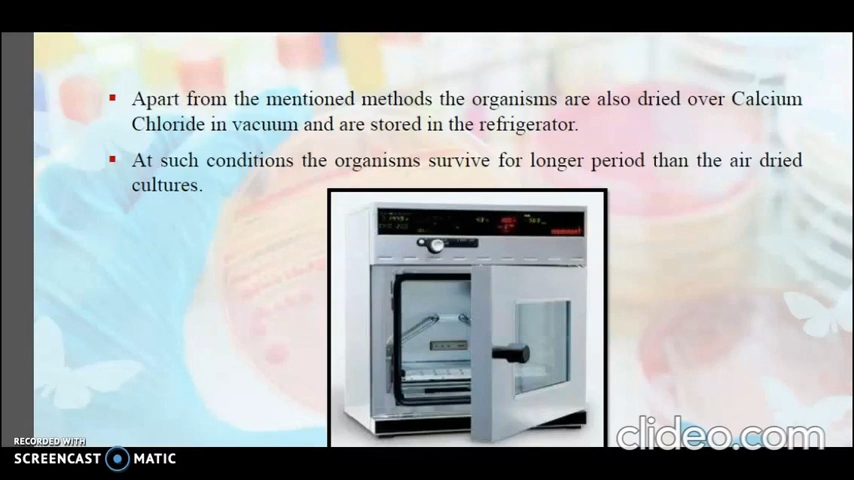 Apart from the mentioned methods the organisms are also dried over Calcium
Chloride in vacuum and are stored in the refrigerator.
At such conditions the organisms survive for longer period than the air dried
cultures.
memmert
clideo.com
RECORDED WITH
SCREENCAST MATIC